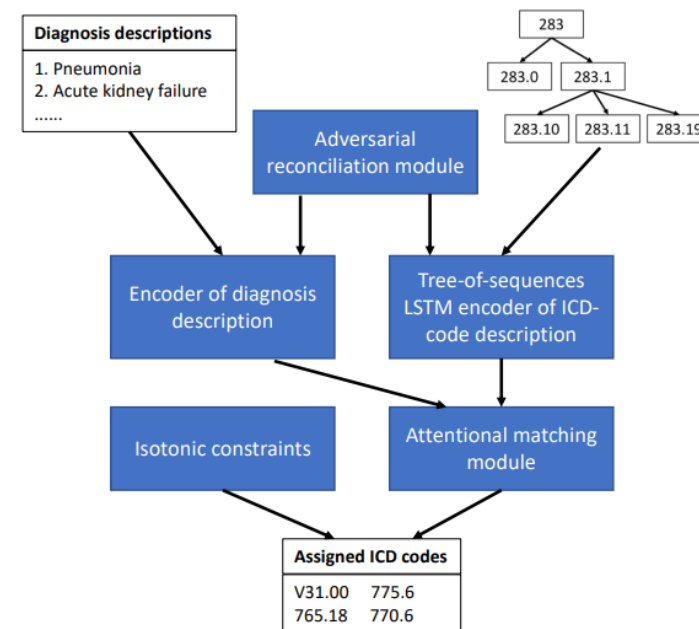 Diagnosis descriptions
1. Pneumonia
2. Acute kidney failure
......
283
283.0 283.1
283.10 283.11 283.19
Adversarial
reconciliation module
Encoder of diagnosis
description
Tree-of-sequences
LSTM encoder of ICD-
code description
Isotonic constraints
Attentional matching
module
Assigned ICD codes
V31.00 775.6
765.18 770.6